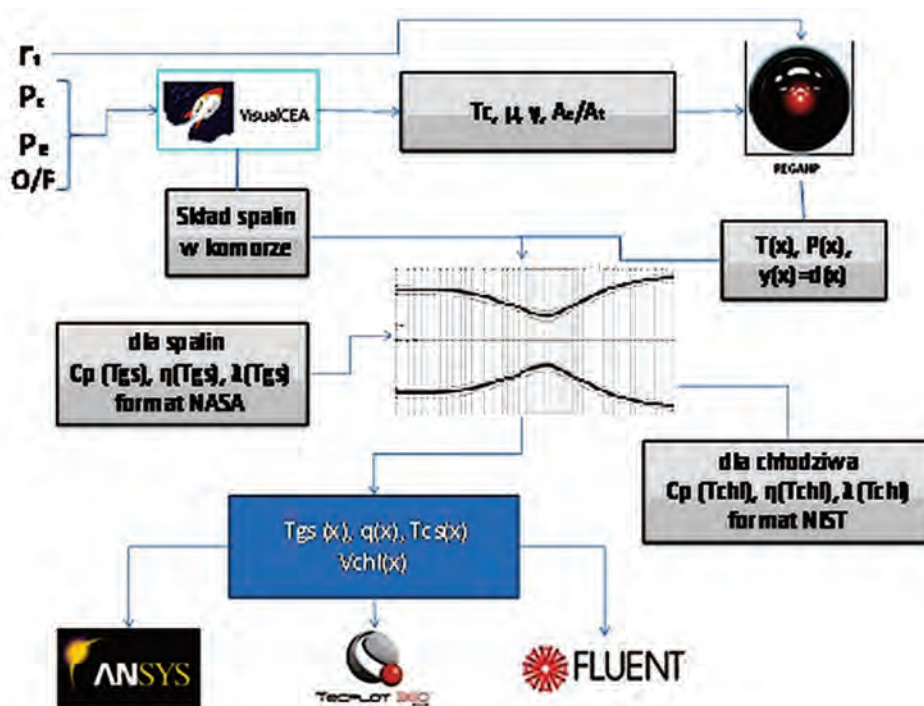 r₁
Pc
PE
O/F
VisualCEA
Tc, μ, γ, Ae/At
REGANP
Skład spalin
w komorze
T(x), P(x),
y(x)=d(x)
dla spalin
Cp (Tgs), η(Tgs), λ(Tgs)
format NASA
dla chłodziwa
Cp (Tchl), η(Tchl), λ(Tchl)
format NIST
Tgs (x), q(x), Tcs(x)
Vchl(x)
ANSYS
TECPLOT 360
FLUENT